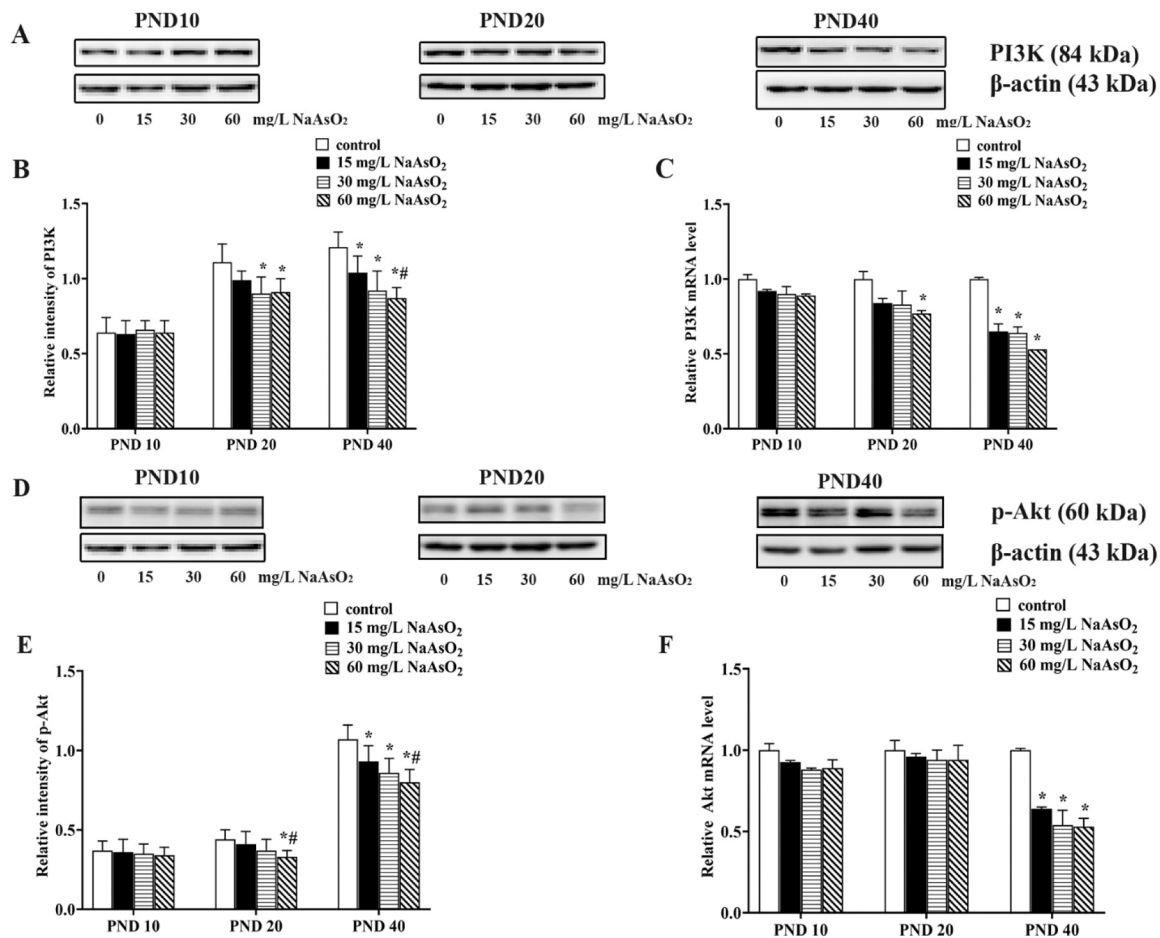 A
PND10
PND20
PND40
PI3K (84 kDa)
β-actin (43 kDa)
0 15 30 60 mg/L NaAsO2
0 15 30 60 mg/L NaAsO2
0 15 30 60 mg/L NaAsO2
B
control
15 mg/L NaAsO2
30 mg/L NaAsO2
60 mg/L NaAsO2
Relative intensity of PI3K
1.5
1.0
0.5
0.0
* *
* * *#
PND 10 PND 20 PND 40
C
control
15 mg/L NaAsO2
30 mg/L NaAsO2
60 mg/L NaAsO2
Relative PI3K mRNA level
1.5
1.0
0.5
0.0
*
* * *
PND 10 PND 20 PND 40
D
PND10
PND20
PND40
p-Akt (60 kDa)
β-actin (43 kDa)
0 15 30 60 mg/L NaAsO2
0 15 30 60 mg/L NaAsO2
0 15 30 60 mg/L NaAsO2
E
control
15 mg/L NaAsO2
30 mg/L NaAsO2
60 mg/L NaAsO2
Relative intensity of p-Akt
1.5
1.0
0.5
0.0
*#
* * *#
PND 10 PND 20 PND 40
F
control
15 mg/L NaAsO2
30 mg/L NaAsO2
60 mg/L NaAsO2
Relative Akt mRNA level
1.5
1.0
0.5
0.0
* * *
PND 10 PND 20 PND 40